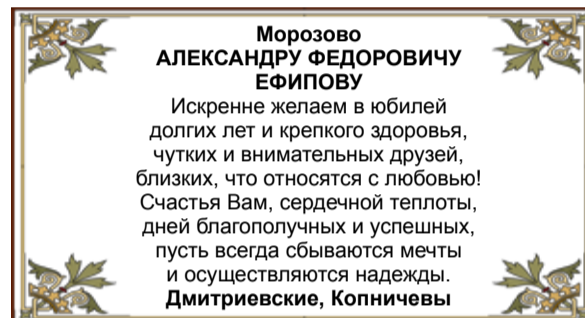 Морозово
АЛЕКСАНДРУ ФЕДОРОВИЧУ
ЕФИПОВУ
Искренне желаем в юбилей
долгих лет и крепкого здоровья,
чутких и внимательных друзей,
близких, что относятся с любовью!
Счастья Вам, сердечной теплоты,
дней благополучных и успешных,
пусть всегда сбываются мечты
и осуществляются надежды.
Дмитриевские, Копничевы